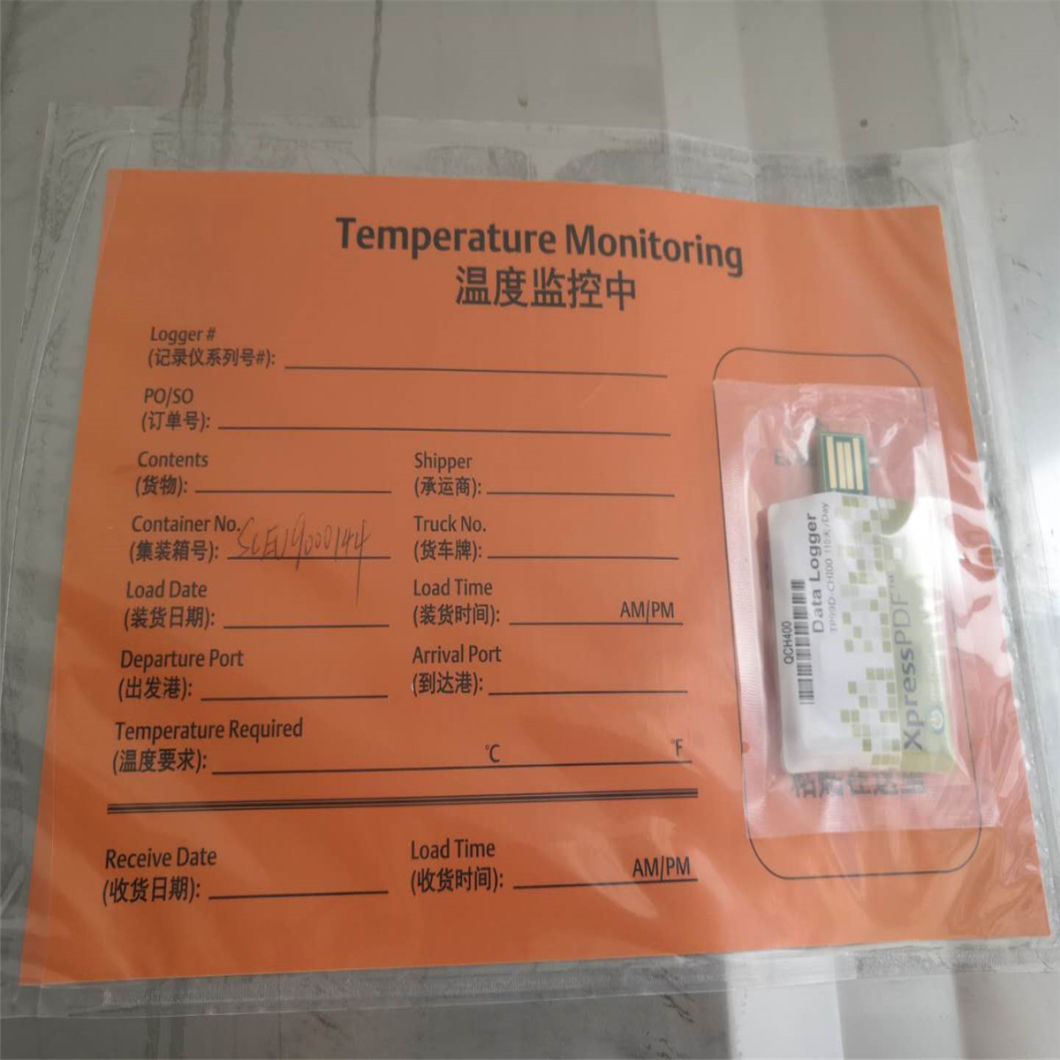 Temperature Monitoring
温度监控中
Logger #
(记录仪系列号#):
PO/SO
(订单号):
Contents
(货物):
Shipper
(承运商):
Container No.
(集装箱号): SCEU9000144
Truck No.
(货车牌):
Load Date
(装货日期):
Load Time
(装货时间): AM/PM
Departure Port
(出发港):
Arrival Port
(到达港):
Temperature Required
(温度要求): °C °F
Receive Date
(收货日期):
Load Time
(收货时间): AM/PM
QCH400
Data Logger
XpressPDF™